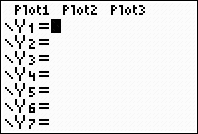 Plot1 Plot2 Plot3
\Y₁=
\Y₂=
\Y₃=
\Y₄=
\Y₅=
\Y₆=
\Y₇=